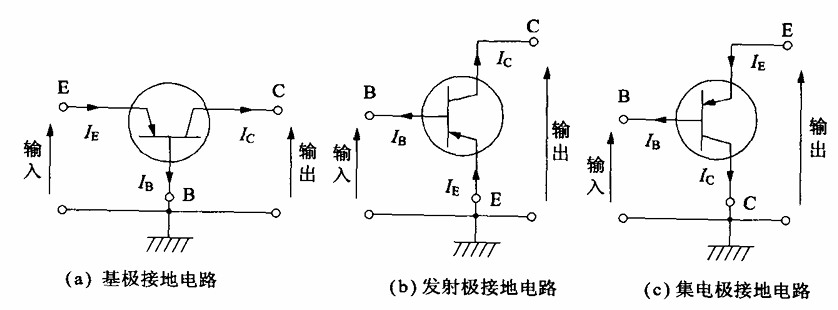 E
C
I_E
I_C
输入
输出
I_B
B
(a) 基极接地电路
C
I_C
B
I_B
输入
输出
I_E
E
(b) 发射极接地电路
E
I_E
B
I_B
输入
输出
I_C
C
(c) 集电极接地电路